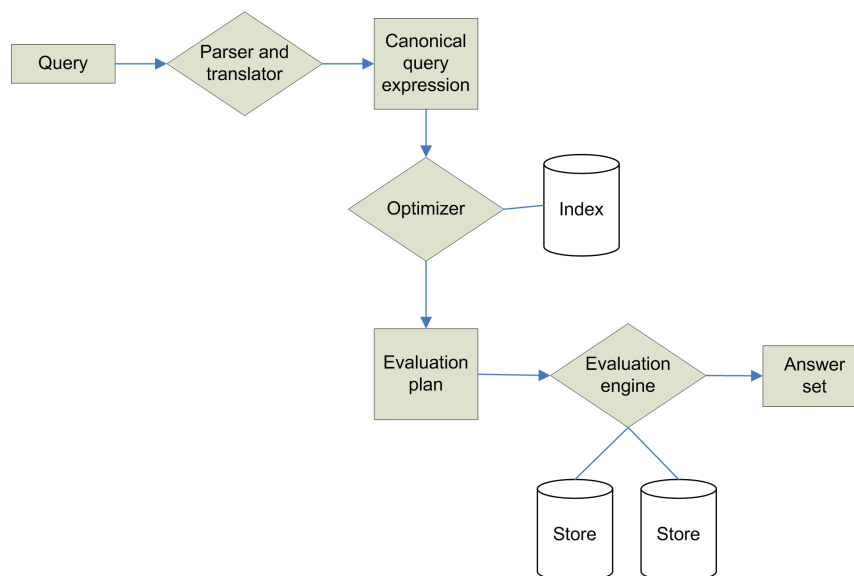 Query
Parser and
translator
Canonical
query
expression
Optimizer
Index
Evaluation
plan
Evaluation
engine
Answer
set
Store
Store